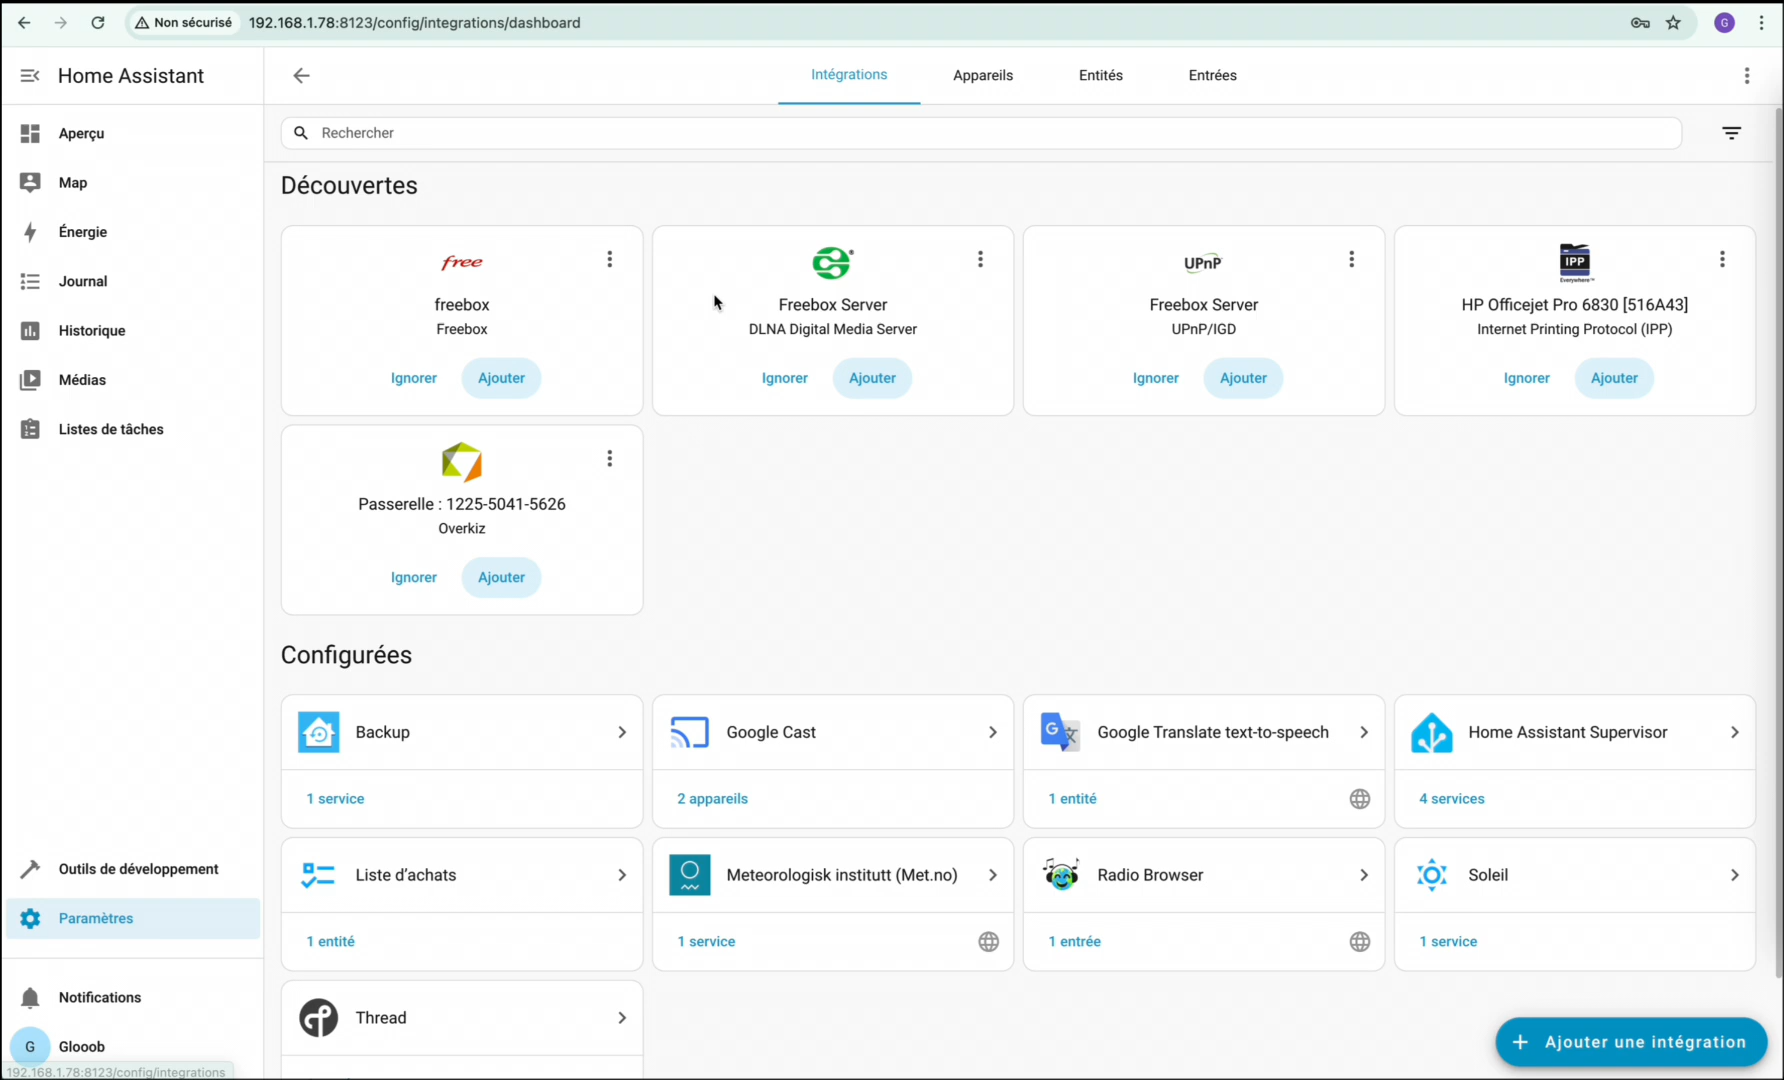 Non sécurisé
192.168.1.78:8123/config/integrations/dashboard
G
Home Assistant
Intégrations
Appareils
Entités
Entrées
Aperçu
Map
Énergie
Journal
Historique
Médias
Listes de tâches
Outils de développement
Paramètres
Notifications
G
Glooob
192.168.1.78:8123/config/integrations
Rechercher
Découvertes
free
freebox
Freebox
Ignorer
Ajouter
Freebox Server
DLNA Digital Media Server
Ignorer
Ajouter
UPnP
Freebox Server
UPnP/IGD
Ignorer
Ajouter
IPP
Everywhere
HP Officejet Pro 6830 [516A43]
Internet Printing Protocol (IPP)
Ignorer
Ajouter
Passerelle : 1225-5041-5626
Overkiz
Ignorer
Ajouter
Configurées
Backup
1 service
Google Cast
2 appareils
G
文
Google Translate text-to-speech
1 entité
Home Assistant Supervisor
4 services
Liste d’achats
1 entité
Meteorologisk institutt (Met.no)
1 service
Radio Browser
1 entrée
Soleil
1 service
Thread
Ajouter une intégration